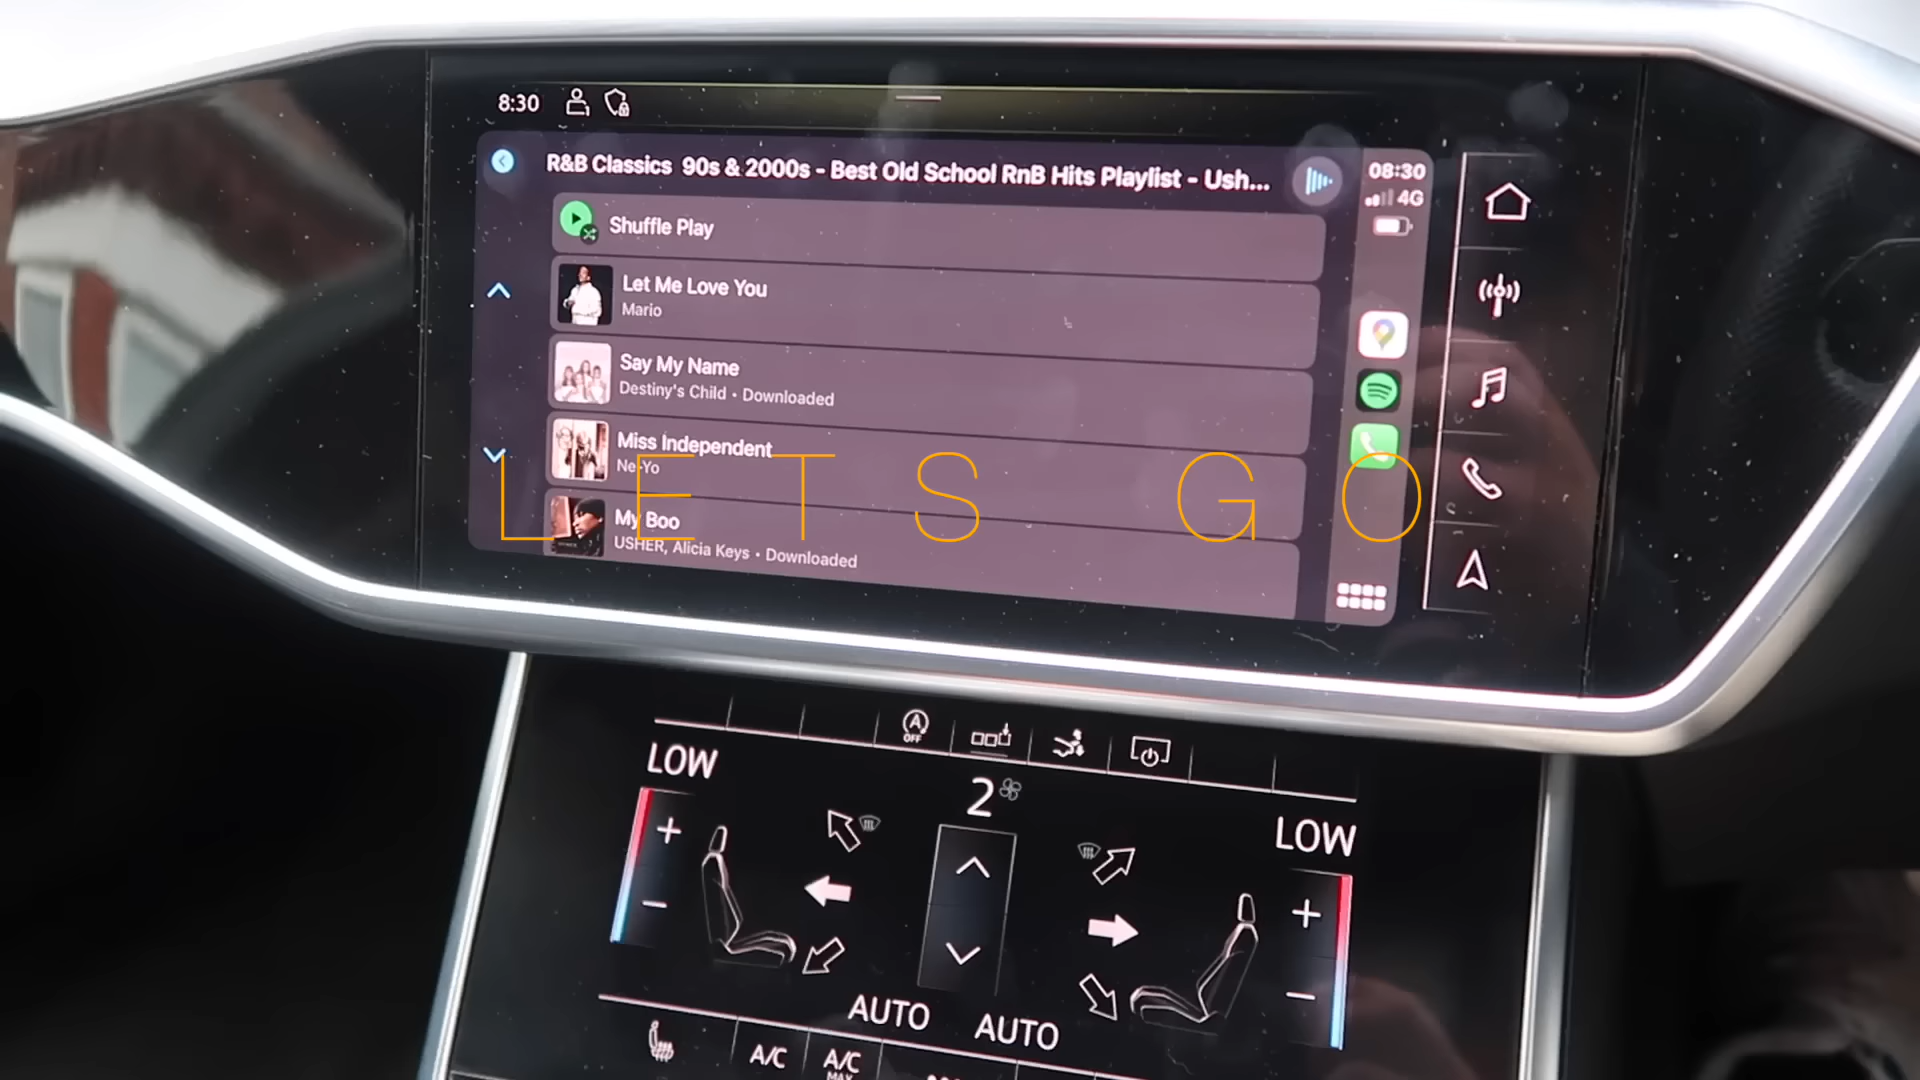 8:30
R&B Classics 90s & 2000s - Best Old School RnB Hits Playlist - Ush...
08:30
4G
Shuffle Play
Let Me Love You
Mario
Say My Name
Destiny's Child • Downloaded
Miss Independent
Ne-Yo
LETS GO
My Boo
USHER, Alicia Keys • Downloaded
A
OFF
LOW
2
LOW
AUTO
AUTO
A/C
A/C
MAX